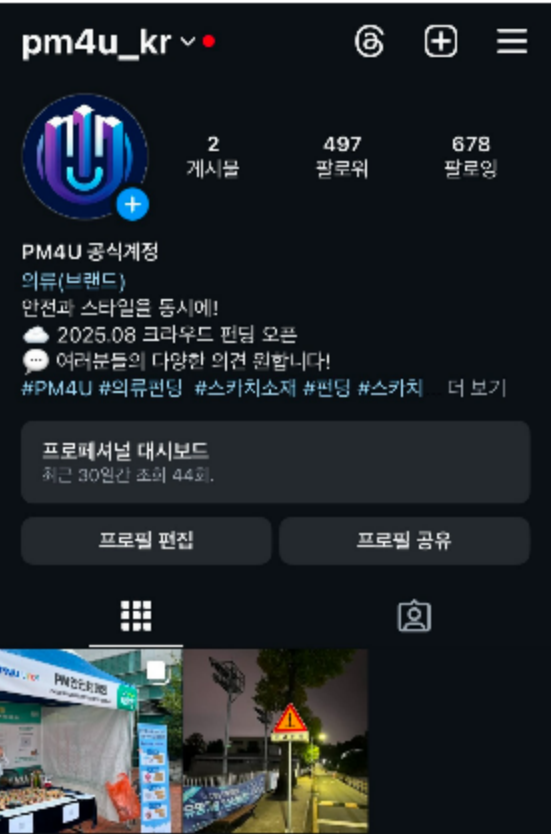 pm4u_kr
2 497 678
게시물 팔로워 팔로잉
PM4U 공식계정
의류(브랜드)
안전과 스타일을 동시에!
☁️ 2025.08 크라우드 펀딩 오픈
💬 여러분들의 다양한 의견 원합니다!
#PM4U #의류펀딩 #스카치소재 #펀딩 #스카치 더 보기
프로페셔널 대시보드
최근 30일간 조회 44회.
프로필 편집 프로필 공유